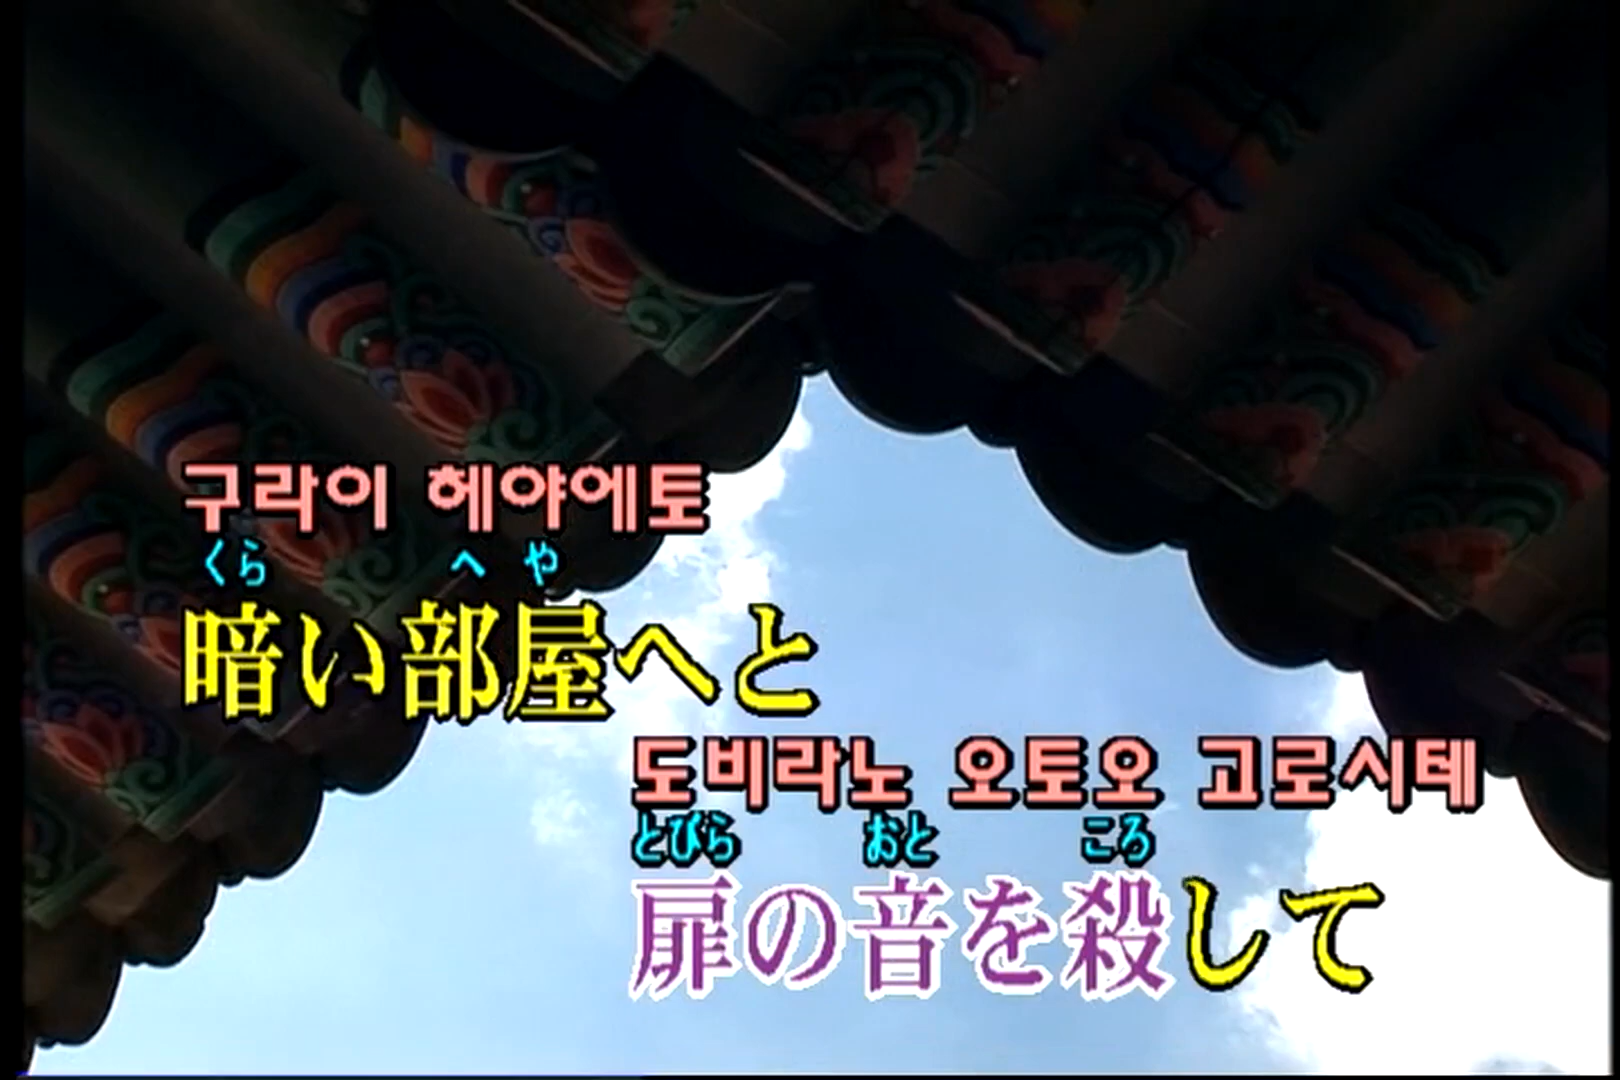 구라이 헤야에토
くら へ や
暗い部屋へと
도비라노 오토오 고로시테
とびら おと ころ
扉の音を殺して